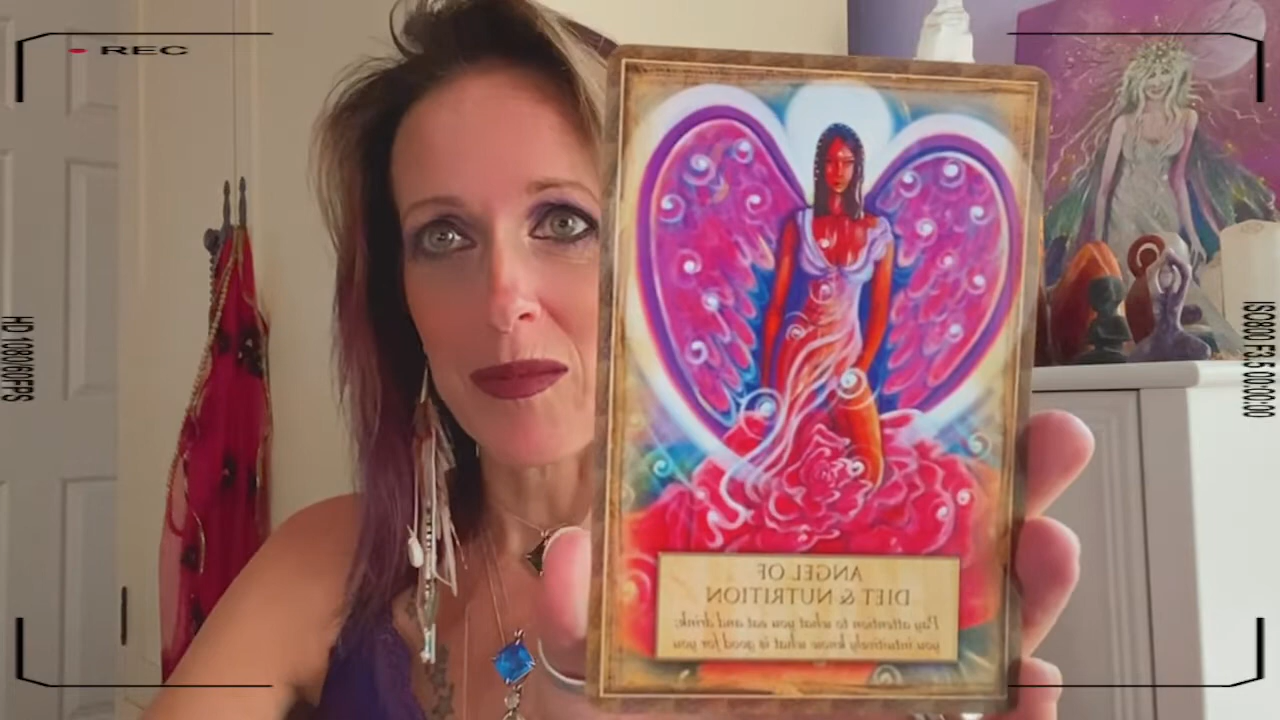 REC
HD 1080/60FPS
ISO800 F3.5 00:00:00
ANGEL OF
DIET & NUTRITION
Pay attention to what you eat and drink;
you intuitively know what is good for you